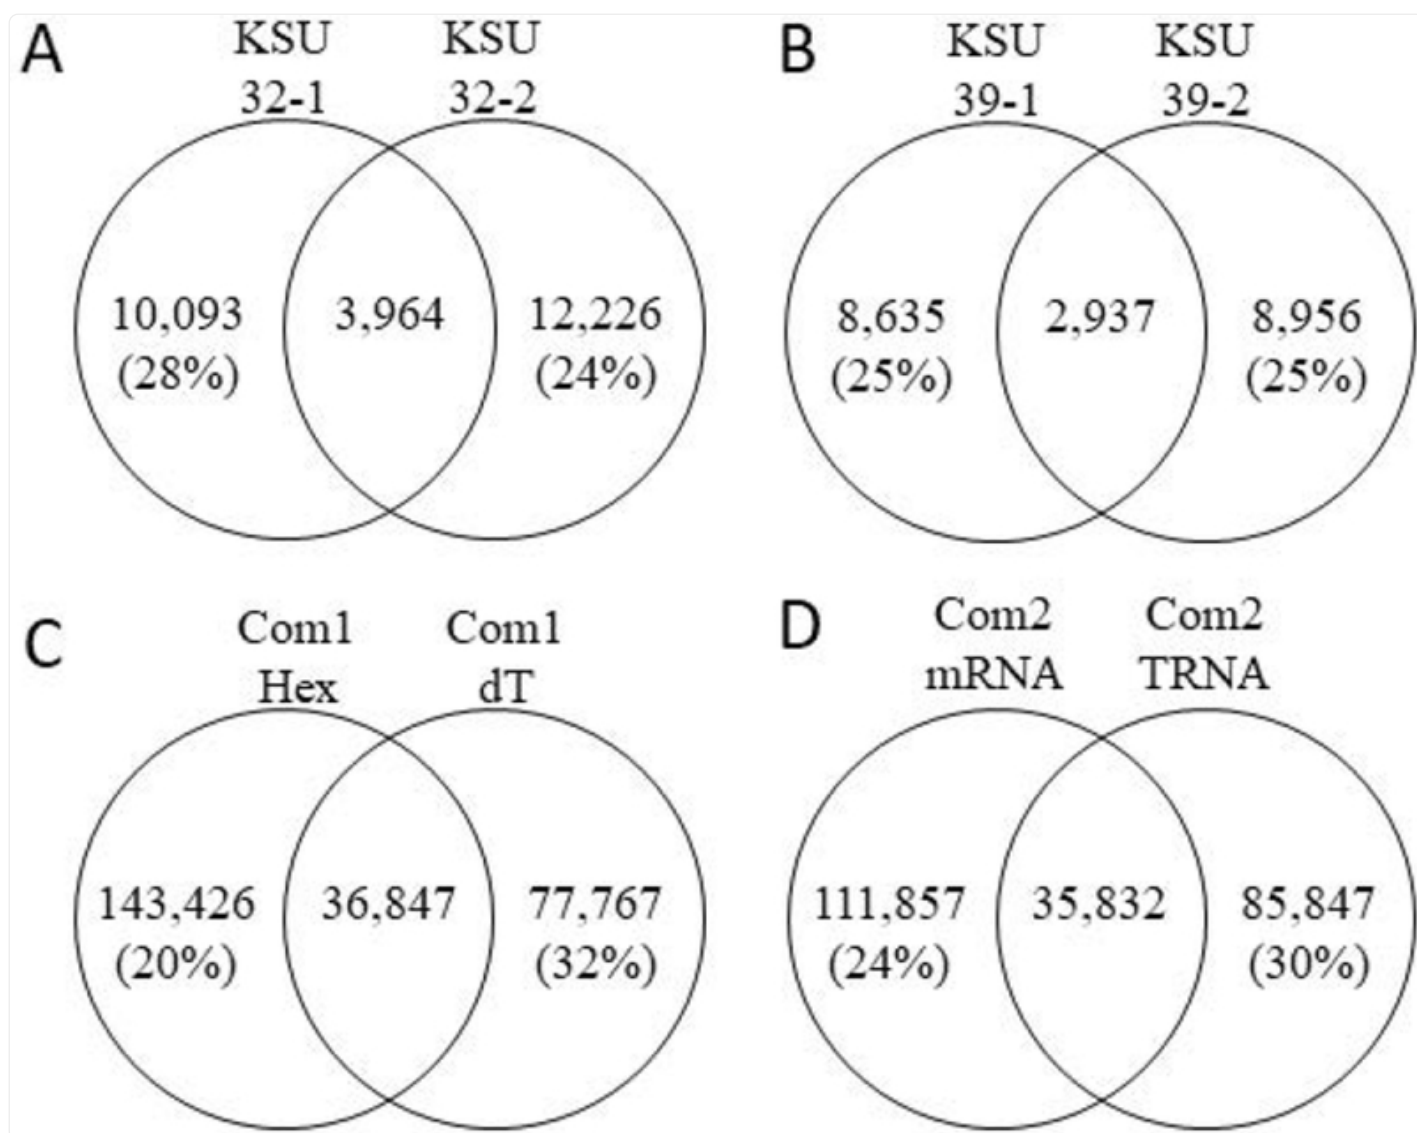 A
KSU
32-1
KSU
32-2
10,093
(28%)
3,964
12,226
(24%)
B
KSU
39-1
KSU
39-2
8,635
(25%)
2,937
8,956
(25%)
C
Com1
Hex
Com1
dT
143,426
(20%)
36,847
77,767
(32%)
D
Com2
mRNA
Com2
TRNA
111,857
(24%)
35,832
85,847
(30%)